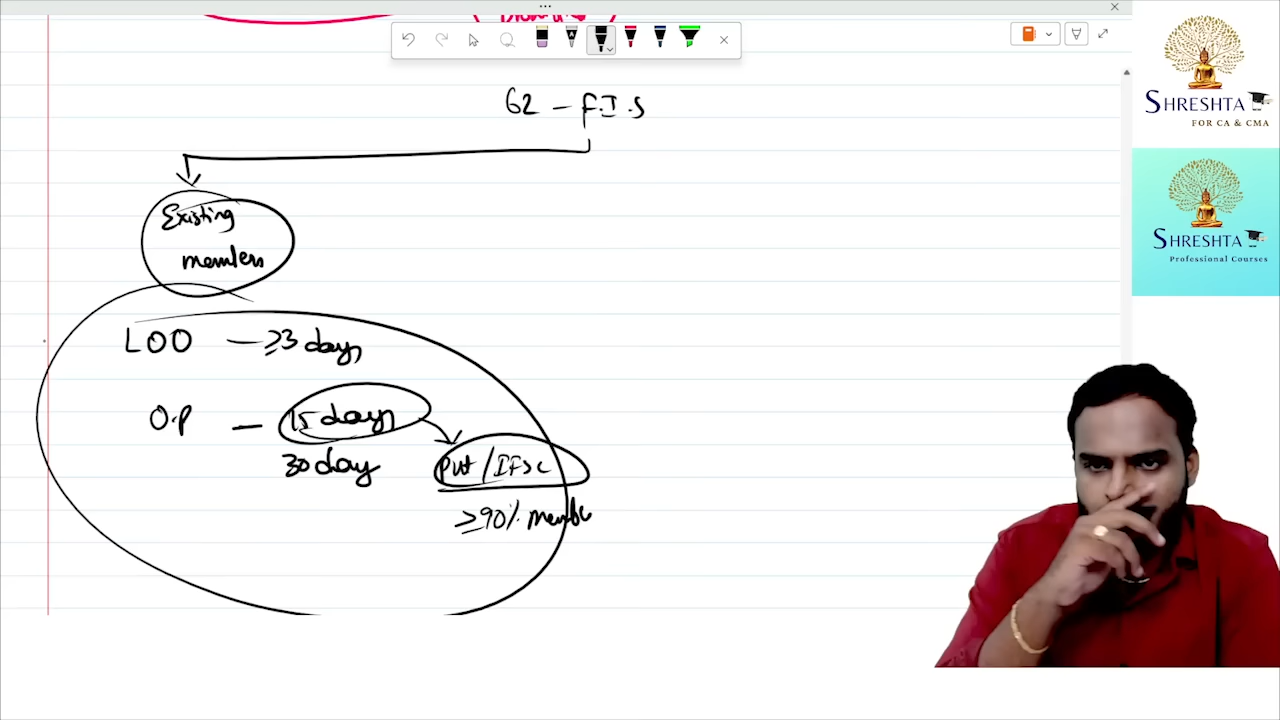 62 - F.I.S
Existing
members
LOO - ≥3 days
O.P - 15 days
30 day
Pvt / IFSC
≥90% membe
SHRESHTA
FOR CA & CMA
SHRESHTA
Professional Courses